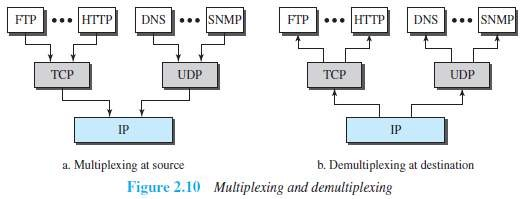 FTP ••• HTTP DNS ••• SNMP FTP ••• HTTP DNS ••• SNMP
TCP UDP TCP UDP
IP IP
a. Multiplexing at source b. Demultiplexing at destination
Figure 2.10 Multiplexing and demultiplexing